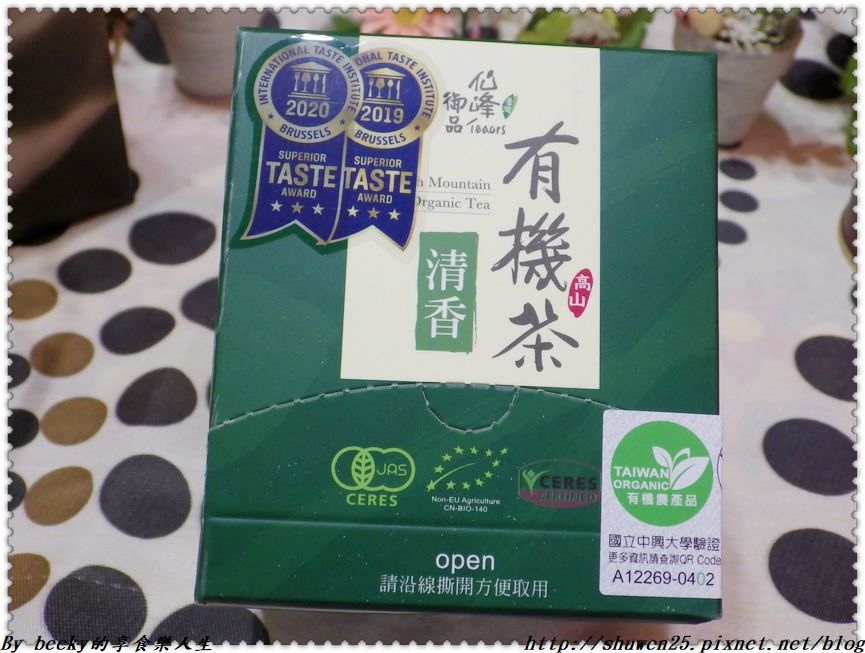 INTERNATIONAL TASTE INSTITUTE
2020
BRUSSELS
SUPERIOR
TASTE
AWARD
ONAL TASTE INSTITUTE
2019
BRUSSELS
SUPERIOR
TASTE
AWARD
仙峰
御品
Teaors
有機茶
高山
n Mountain
Organic Tea
清香
JAS
CERES
Non-EU Agriculture
CN-BIO-140
CERES
CERTIFIED
TAIWAN
ORGANIC
有機農產品
國立中興大學驗證
更多資訊請查詢QR Code
A12269-0402
open
請沿線撕開方便取用
By becky的享食樂人生
http://shuwen25.pixnet.net/blog